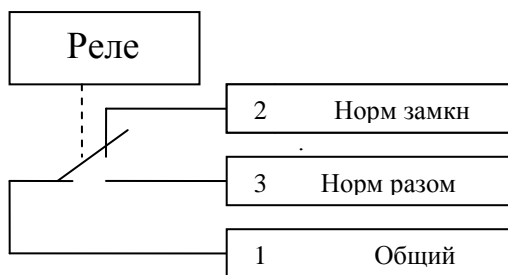 Реле
2 Норм замкн
3 Норм разом
1 Общий